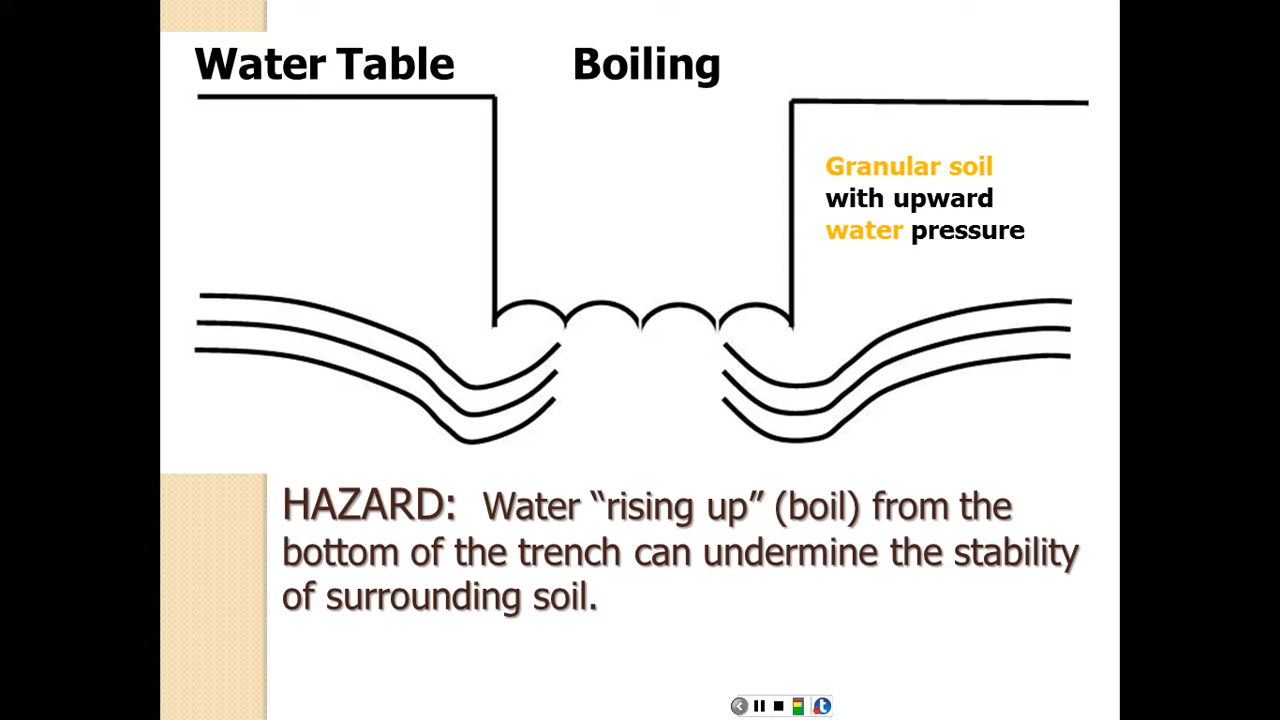 Water Table
Boiling
Granular soil
with upward
water pressure
HAZARD: Water “rising up” (boil) from the
bottom of the trench can undermine the stability
of surrounding soil.
t